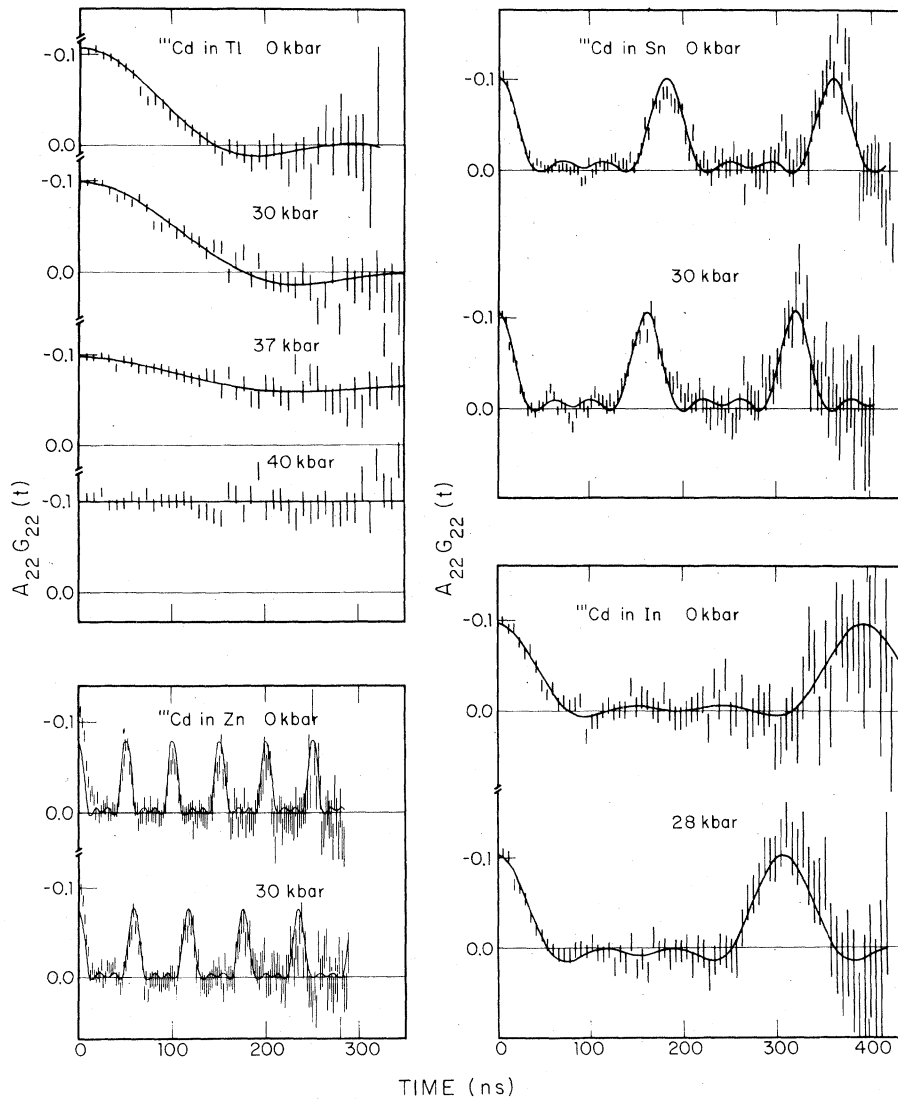 ¹¹¹Cd in Tl 0 kbar
-0.1
0.0
-0.1
30 kbar
0.0
37 kbar
-0.1
0.0
40 kbar
-0.1
0.0
A₂₂G₂₂ (t)
¹¹¹Cd in Zn 0 kbar
-0.1
0.0
30 kbar
-0.1
0.0
0 100 200 300
¹¹¹Cd in Sn 0 kbar
-0.1
0.0
30 kbar
-0.1
0.0
A₂₂G₂₂ (t)
¹¹¹Cd in In 0 kbar
-0.1
0.0
28 kbar
-0.1
0.0
0 100 200 300 400
TIME (ns)